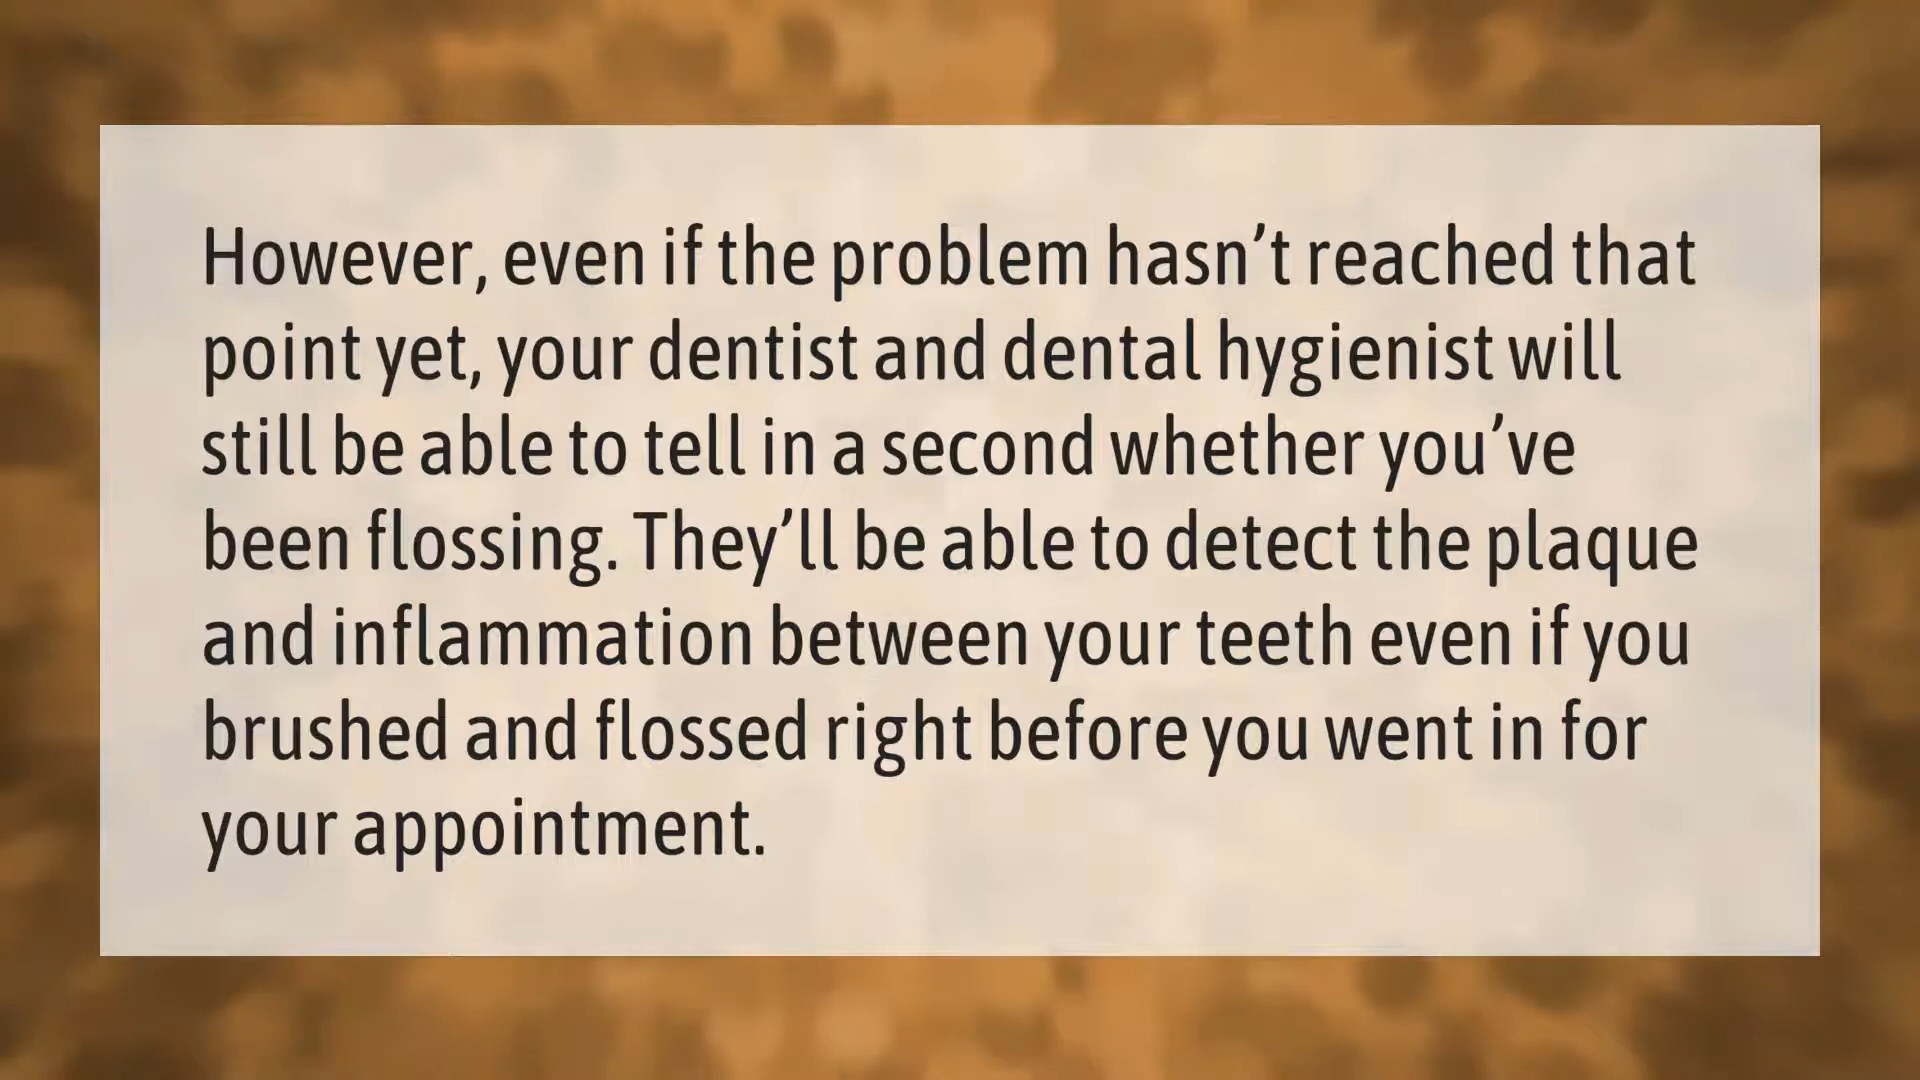 However, even if the problem hasn’t reached that
point yet, your dentist and dental hygienist will
still be able to tell in a second whether you’ve
been flossing. They’ll be able to detect the plaque
and inflammation between your teeth even if you
brushed and flossed right before you went in for
your appointment.